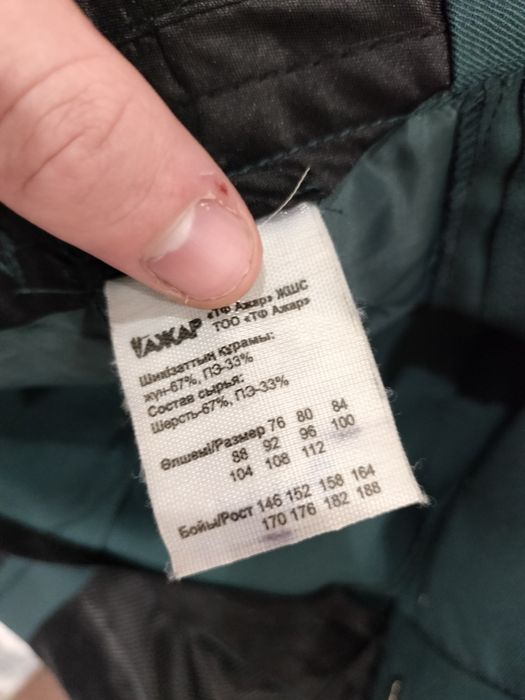 АЖАР «ТФ Ажар» ЖШС
ТОО «ТФ Ажар»
Шикізаттың құрамы:
жүн-67%, ПЭ-33%
Состав сырья:
Шерсть-67%, ПЭ-33%
Өлшемі/Размер 76 80 84
88 92 96 100
104 108 112
Бойы/Рост 146 152 158 164
170 176 182 188